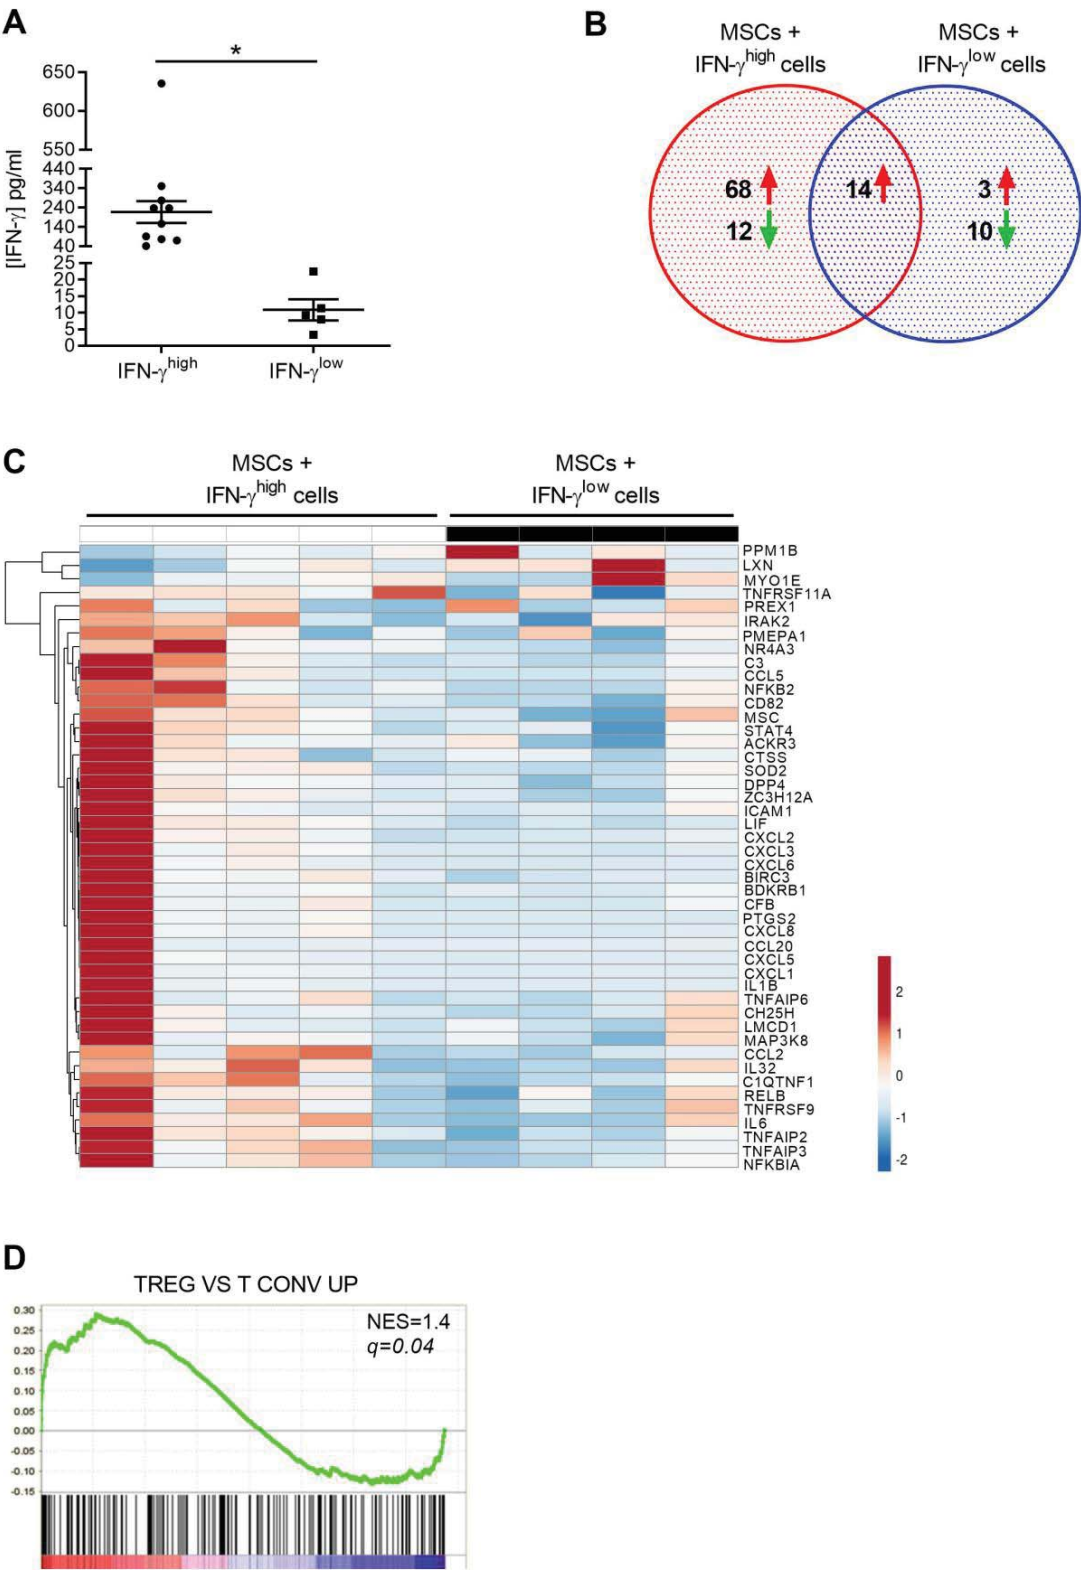 A
*
650
600
550
440
340
240
140
40
25
20
15
10
5
0
[IFN-γ] pg/ml
IFN-γhigh
IFN-γlow
B
MSCs +
IFN-γhigh cells
MSCs +
IFN-γlow cells
68
12
14
3
10
C
MSCs +
IFN-γhigh cells
MSCs +
IFN-γlow cells
PPM1B
LXN
MYO1E
TNFRSF11A
PREX1
IRAK2
PMEPA1
NR4A3
C3
CCL5
NFKB2
CD82
MSC
STAT4
ACKR3
CTSS
SOD2
DPP4
ZC3H12A
ICAM1
LIF
CXCL2
CXCL3
CXCL6
BIRC3
BDKRB1
CFB
PTGS2
CXCL8
CCL20
CXCL5
CXCL1
IL1B
TNFAIP6
CH25H
LMCD1
MAP3K8
CCL2
IL32
C1QTNF1
RELB
TNFRSF9
IL6
TNFAIP2
TNFAIP3
NFKBIA
2
1
0
-1
-2
D
TREG VS T CONV UP
NES=1.4
q=0.04
0.30
0.25
0.20
0.15
0.10
0.05
0.00
-0.05
-0.10
-0.15